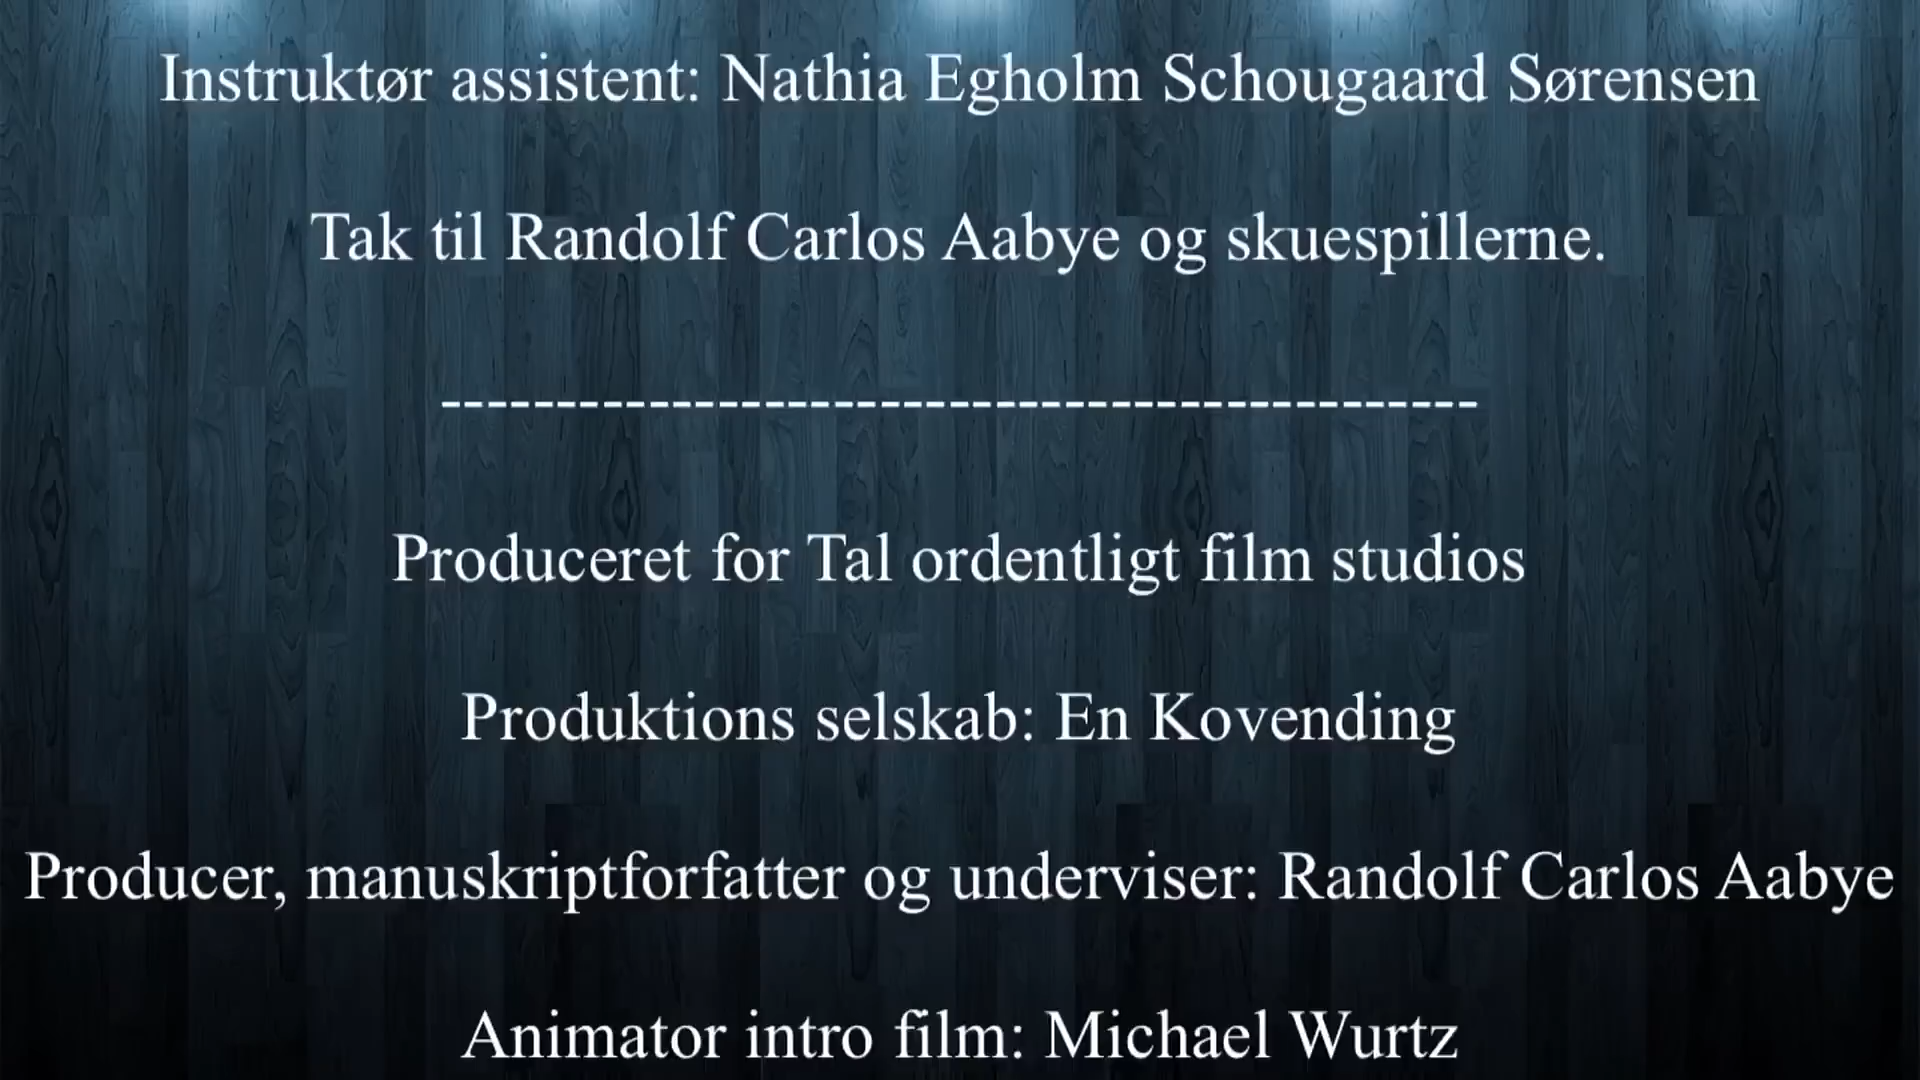 Instruktør assistent: Nathia Egholm Schougaard Sørensen
Tak til Randolf Carlos Aabye og skuespillerne.
---------------------------------------------
Produceret for Tal ordentligt film studios
Produktions selskab: En Kovending
Producer, manuskriptforfatter og underviser: Randolf Carlos Aabye
Animator intro film: Michael Wurtz